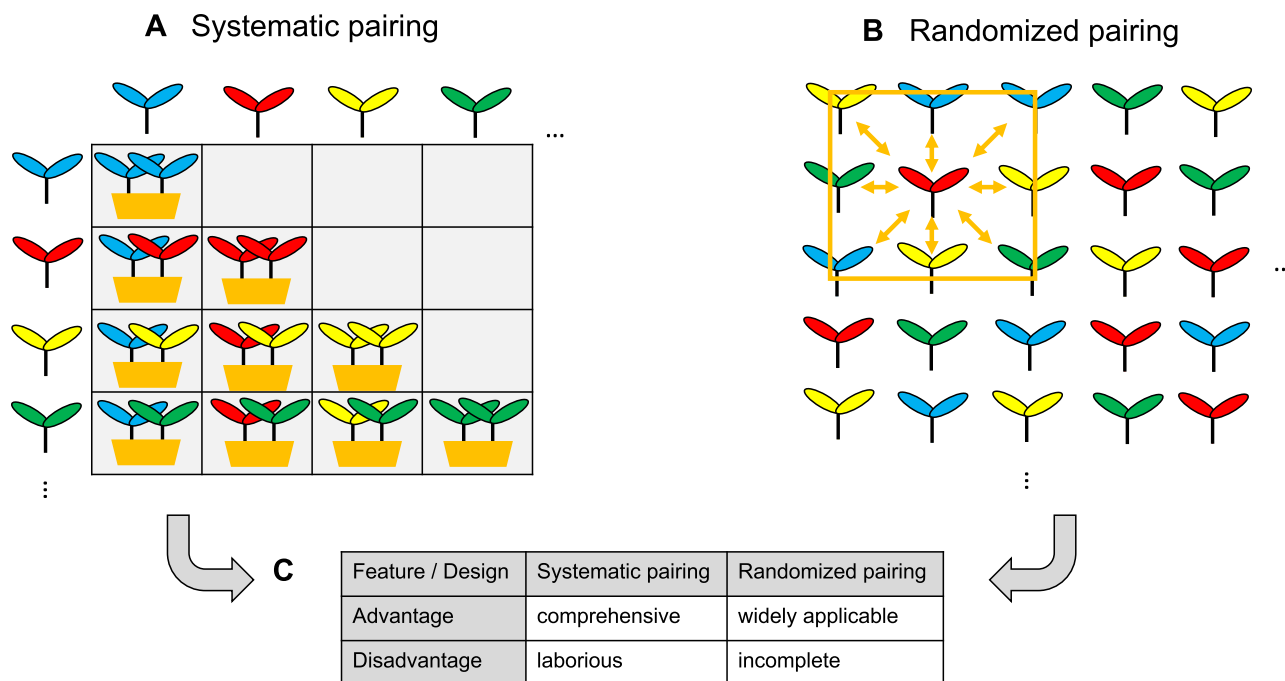 A Systematic pairing
B Randomized pairing
...
...
...
...
C
Feature / Design Systematic pairing Randomized pairing
Advantage comprehensive widely applicable
Disadvantage laborious incomplete